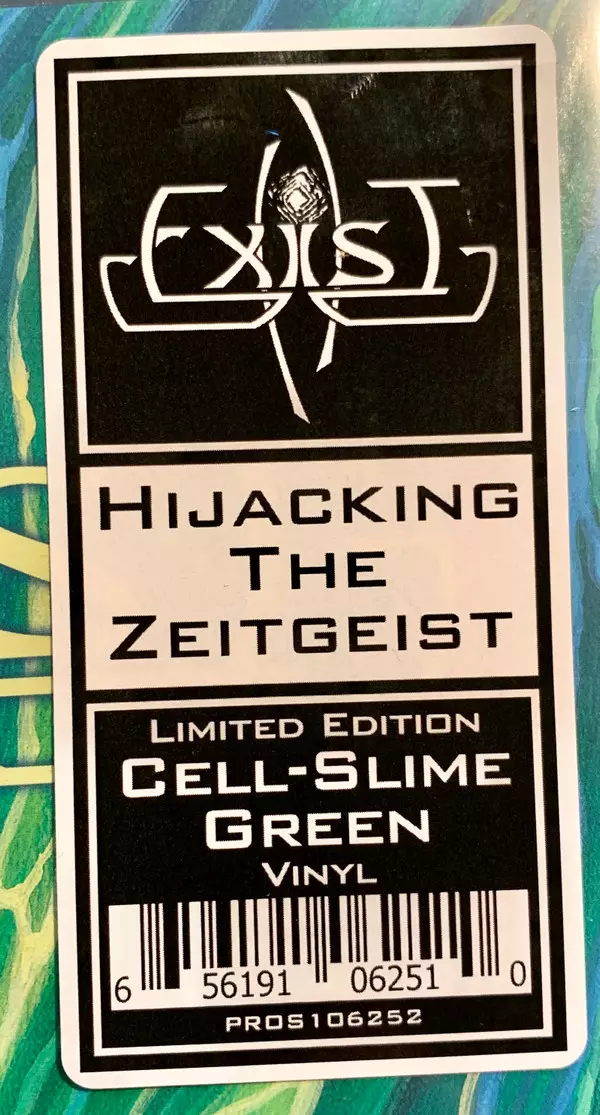 Exist
Hijacking
The
Zeitgeist
Limited Edition
Cell-Slime
Green
Vinyl
6 56191 06251 0
PROS106252